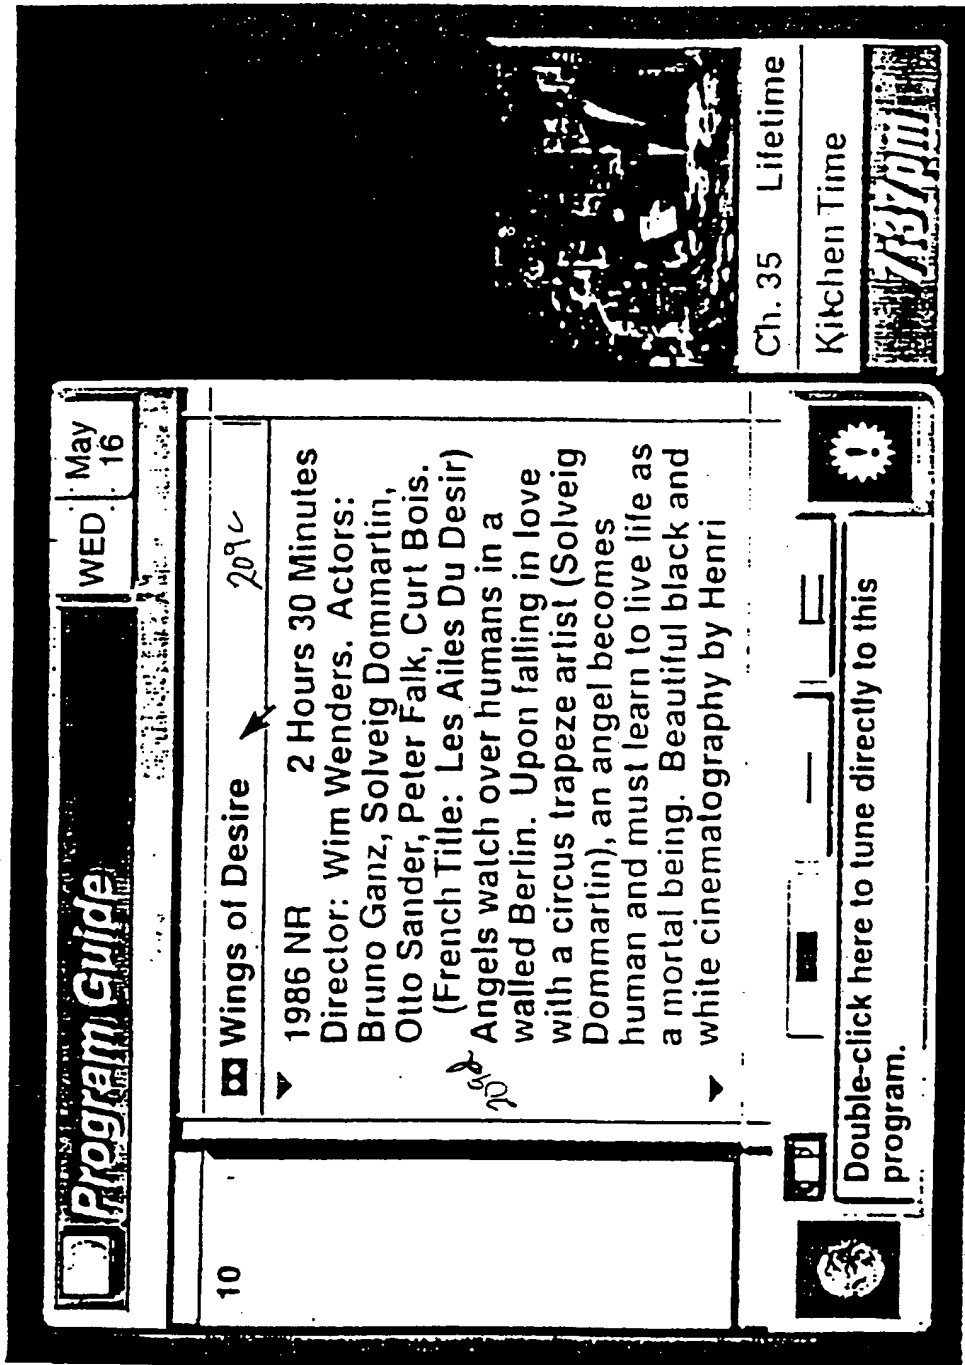 Program Guide
WED
May
16
10
Wings of Desire
209c
1986 NR 2 Hours 30 Minutes
Director: Wim Wenders. Actors:
Bruno Ganz, Solveig Dommartin,
Otto Sander, Peter Falk, Curt Bois.
(French Title: Les Ailes Du Desir)
209d
Angels watch over humans in a
walled Berlin. Upon falling in love
with a circus trapeze artist (Solveig
Dommartin), an angel becomes
human and must learn to live life as
a mortal being. Beautiful black and
white cinematography by Henri
Double-click here to tune directly to this
program.
!
Ch. 35 Lifetime
Kitchen Time
7:37pm